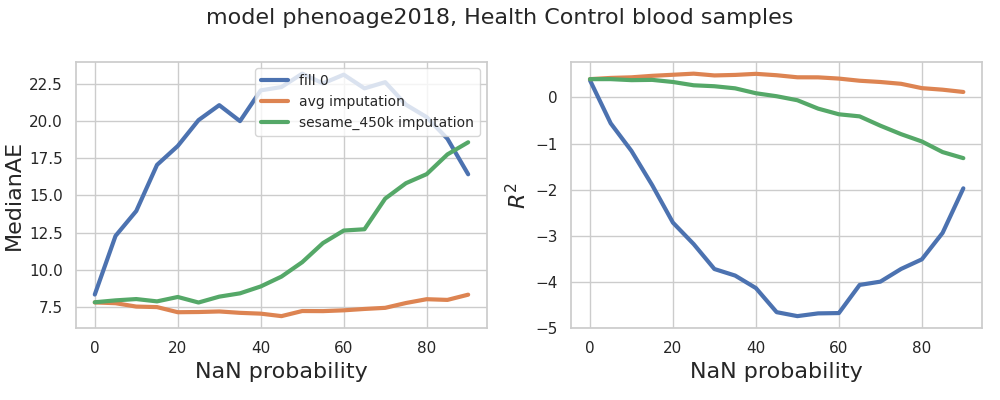 model phenoage2018, Health Control blood samples
MedianAE
22.5
20.0
17.5
15.0
12.5
10.0
7.5
0
20
40
60
80
NaN probability
fill 0
avg imputation
sesame_450k imputation
R²
0
−1
−2
−3
−4
−5
0
20
40
60
80
NaN probability